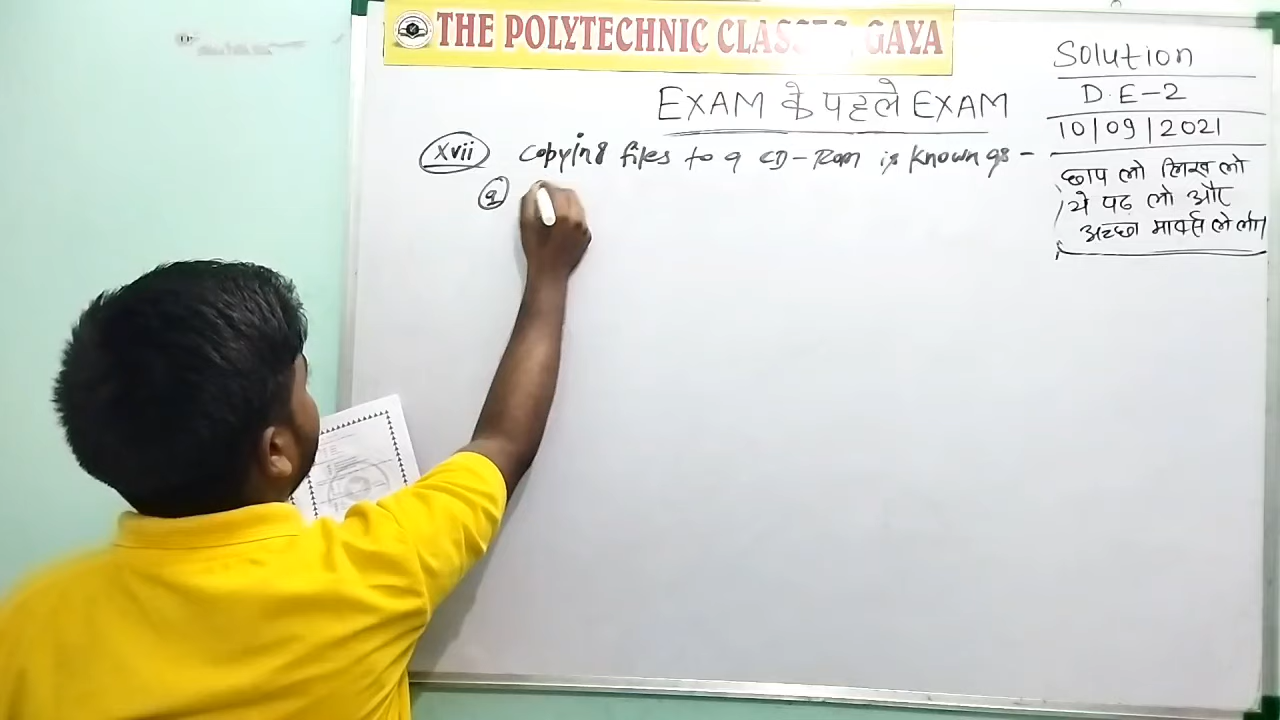 THE POLYTECHNIC CLASSES, GAYA
EXAM के पहले EXAM
Solution
D.E-2
10/09/2021
छाप लो लिख लो
ये पढ़ लो और
अच्छा मार्क्स ले लो।
xvii copying files to a CD-Rom is known as -
a